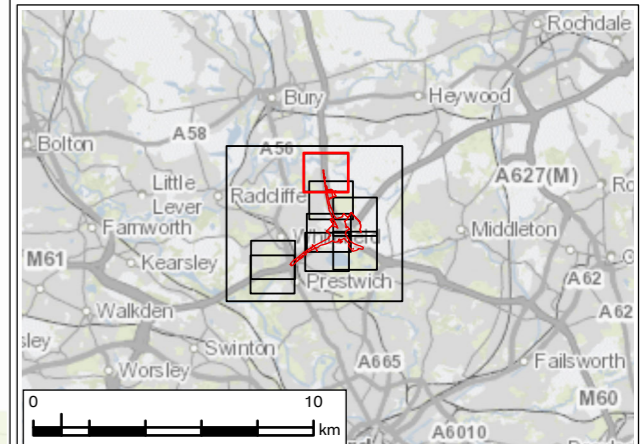 Rochdale
Bury
Heywood
Bolton
A58
A56
A627(M)
Little
Lever
Radcliffe
Farnworth
Middleton
M61
Kearsley
Prestwich
A62
Walkden
A62
Swinton
A665
Failsworth
Worsley
M60
0
10
km
A6010